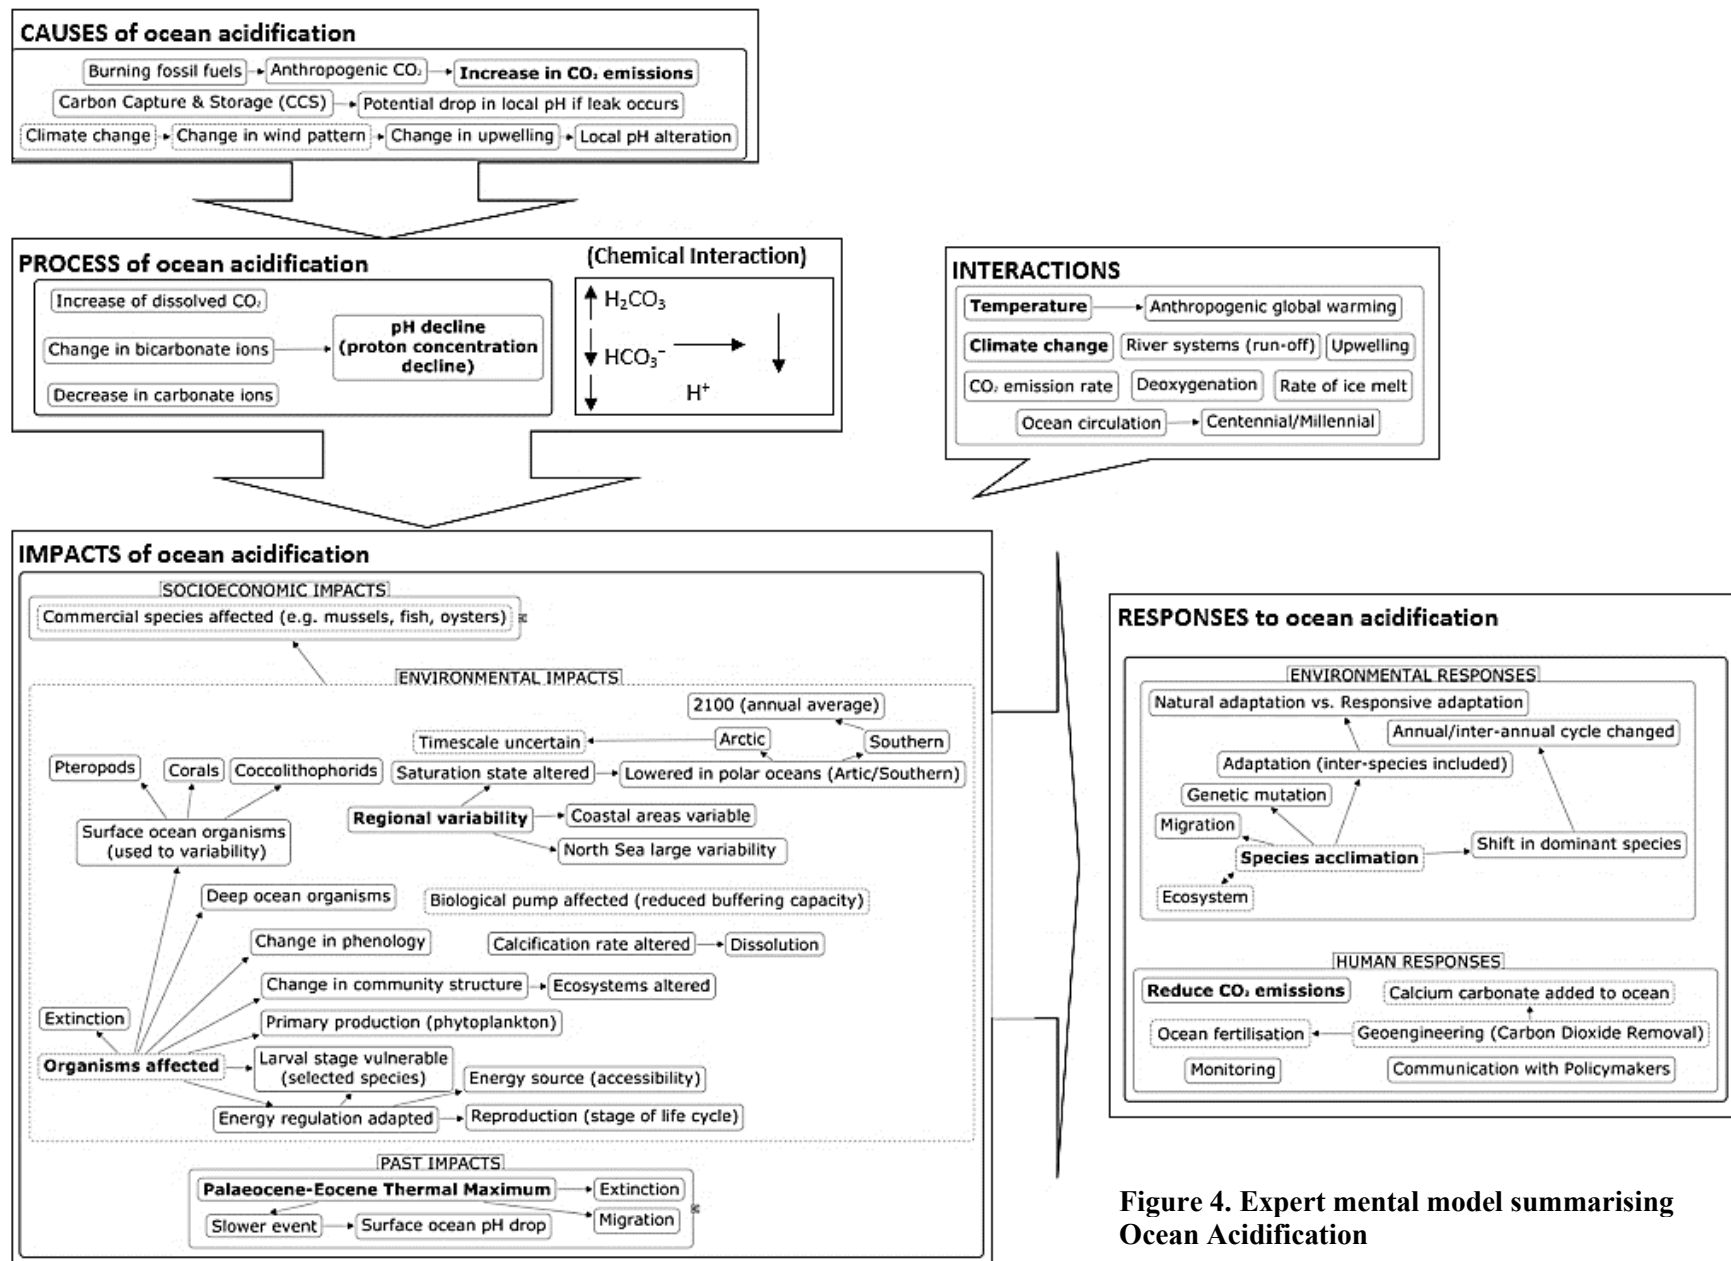 CAUSES of ocean acidification
Burning fossil fuels
Anthropogenic CO₂
Increase in CO₂ emissions
Carbon Capture & Storage (CCS)
Potential drop in local pH if leak occurs
Climate change
Change in wind pattern
Change in upwelling
Local pH alteration
PROCESS of ocean acidification
Increase of dissolved CO₂
Change in bicarbonate ions
Decrease in carbonate ions
pH decline
(proton concentration
decline)
(Chemical Interaction)
H₂CO₃
HCO₃⁻
H⁺
INTERACTIONS
Temperature
Anthropogenic global warming
Climate change
River systems (run-off)
Upwelling
CO₂ emission rate
Deoxygenation
Rate of ice melt
Ocean circulation
Centennial/Millennial
IMPACTS of ocean acidification
SOCIOECONOMIC IMPACTS
Commercial species affected (e.g. mussels, fish, oysters)
ENVIRONMENTAL IMPACTS
2100 (annual average)
Timescale uncertain
Arctic
Southern
Pteropods
Corals
Coccolithophorids
Saturation state altered
Lowered in polar oceans (Artic/Southern)
Regional variability
Coastal areas variable
North Sea large variability
Surface ocean organisms
(used to variability)
Deep ocean organisms
Biological pump affected (reduced buffering capacity)
Change in phenology
Calcification rate altered
Dissolution
Change in community structure
Ecosystems altered
Extinction
Primary production (phytoplankton)
Organisms affected
Larval stage vulnerable
(selected species)
Energy source (accessibility)
Energy regulation adapted
Reproduction (stage of life cycle)
PAST IMPACTS
Palaeocene-Eocene Thermal Maximum
Extinction
Slower event
Surface ocean pH drop
Migration
RESPONSES to ocean acidification
ENVIRONMENTAL RESPONSES
Natural adaptation vs. Responsive adaptation
Annual/inter-annual cycle changed
Adaptation (inter-species included)
Genetic mutation
Migration
Species acclimation
Shift in dominant species
Ecosystem
HUMAN RESPONSES
Reduce CO₂ emissions
Calcium carbonate added to ocean
Ocean fertilisation
Geoengineering (Carbon Dioxide Removal)
Monitoring
Communication with Policymakers
Figure 4. Expert mental model summarising
Ocean Acidification